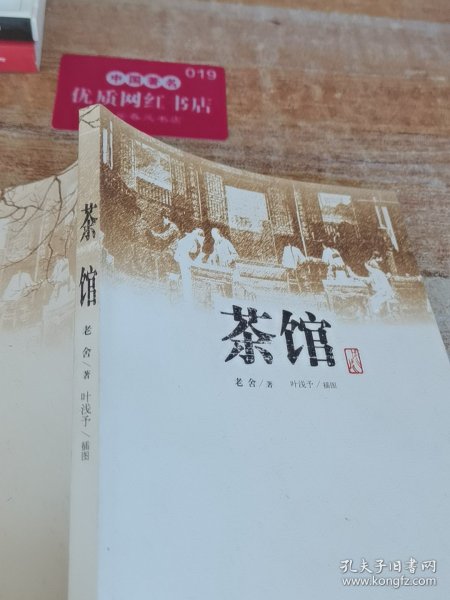 019
中国著名
优质网红书店
茶馆
老舍/著 叶浅予/插图
茶馆
老舍/著
叶浅予/插图
孔夫子旧书网
www.kongfz.com